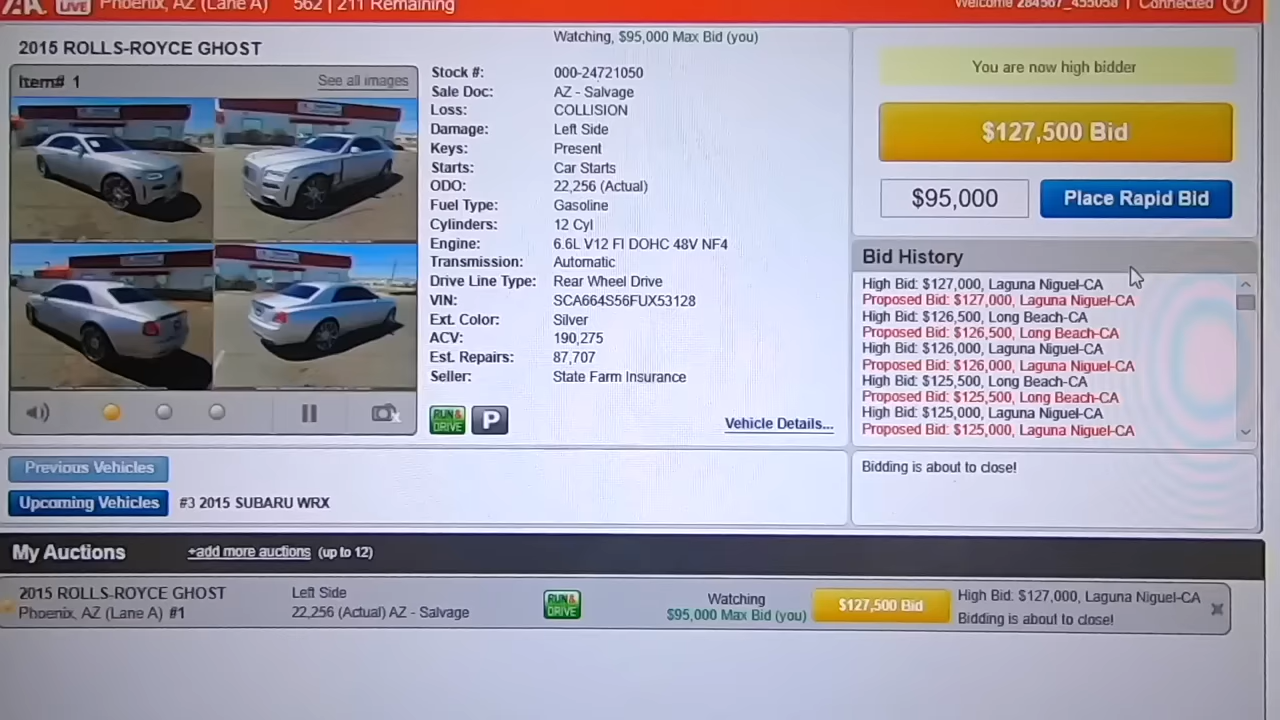 LIVE Phoenix, AZ (Lane A) 562 | 211 Remaining
Welcome 284567_455058 | Connected ?
2015 ROLLS-ROYCE GHOST
Watching, $95,000 Max Bid (you)
Item# 1 See all images
Stock #: 000-24721050
Sale Doc: AZ - Salvage
Loss: COLLISION
Damage: Left Side
Keys: Present
Starts: Car Starts
ODO: 22,256 (Actual)
Fuel Type: Gasoline
Cylinders: 12 Cyl
Engine: 6.6L V12 FI DOHC 48V NF4
Transmission: Automatic
Drive Line Type: Rear Wheel Drive
VIN: SCA664S56FUX53128
Ext. Color: Silver
ACV: 190,275
Est. Repairs: 87,707
Seller: State Farm Insurance
RUN& DRIVE P
Vehicle Details...
You are now high bidder
$127,500 Bid
$95,000 Place Rapid Bid
Bid History
High Bid: $127,000, Laguna Niguel-CA
Proposed Bid: $127,000, Laguna Niguel-CA
High Bid: $126,500, Long Beach-CA
Proposed Bid: $126,500, Long Beach-CA
High Bid: $126,000, Laguna Niguel-CA
Proposed Bid: $126,000, Laguna Niguel-CA
High Bid: $125,500, Long Beach-CA
Proposed Bid: $125,500, Long Beach-CA
High Bid: $125,000, Laguna Niguel-CA
Proposed Bid: $125,000, Laguna Niguel-CA
Bidding is about to close!
Previous Vehicles
Upcoming Vehicles #3 2015 SUBARU WRX
My Auctions +add more auctions (up to 12)
2015 ROLLS-ROYCE GHOST
Phoenix, AZ (Lane A) #1
Left Side
22,256 (Actual) AZ - Salvage
RUN& DRIVE
Watching
$95,000 Max Bid (you)
$127,500 Bid
High Bid: $127,000, Laguna Niguel-CA
Bidding is about to close!